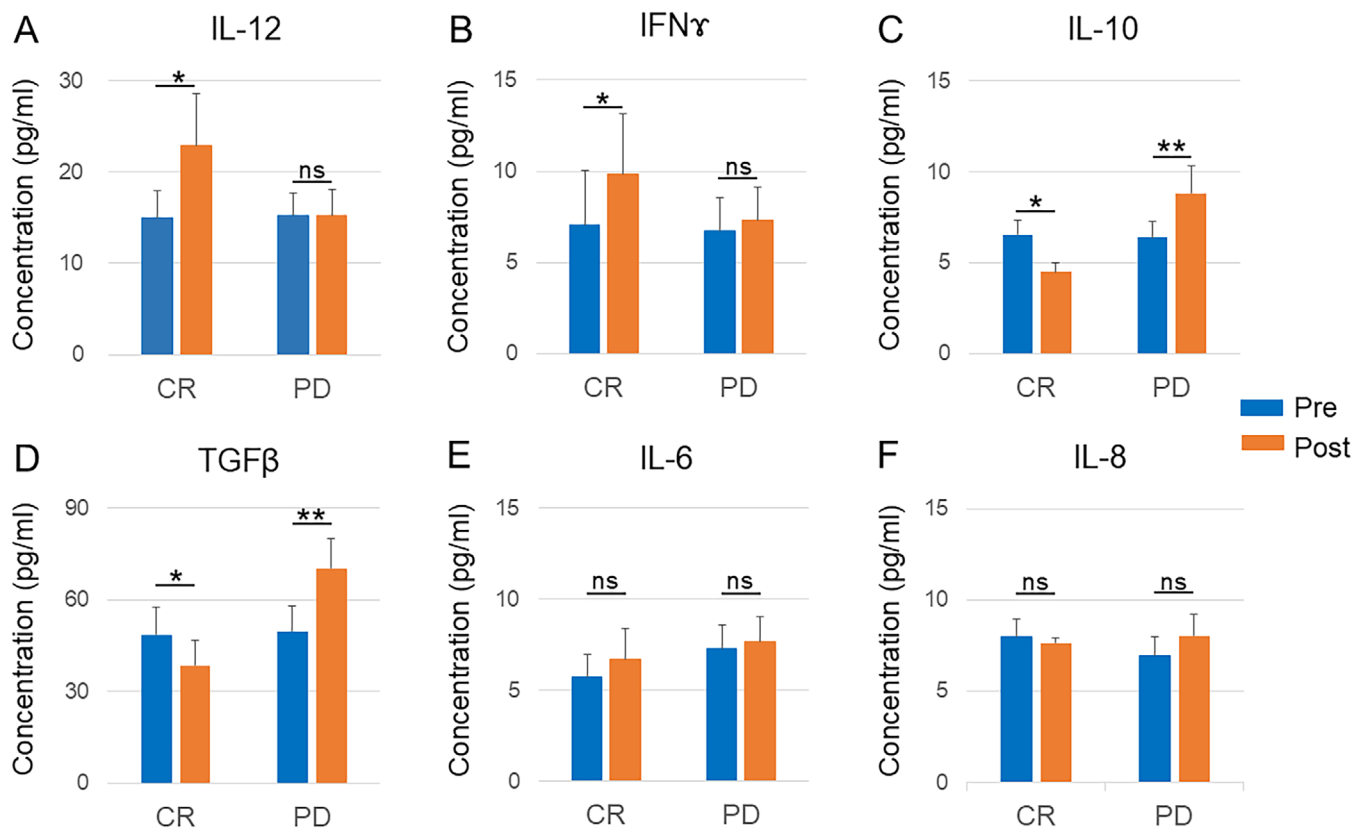 A
IL-12
Concentration (pg/ml)
30
20
10
0
*
ns
CR
PD
B
IFNɤ
Concentration (pg/ml)
15
10
5
0
*
ns
CR
PD
C
IL-10
Concentration (pg/ml)
15
10
5
0
*
**
CR
PD
Pre
Post
D
TGFβ
Concentration (pg/ml)
90
60
30
0
*
**
CR
PD
E
IL-6
Concentration (pg/ml)
15
10
5
0
ns
ns
CR
PD
F
IL-8
Concentration (pg/ml)
15
10
5
0
ns
ns
CR
PD